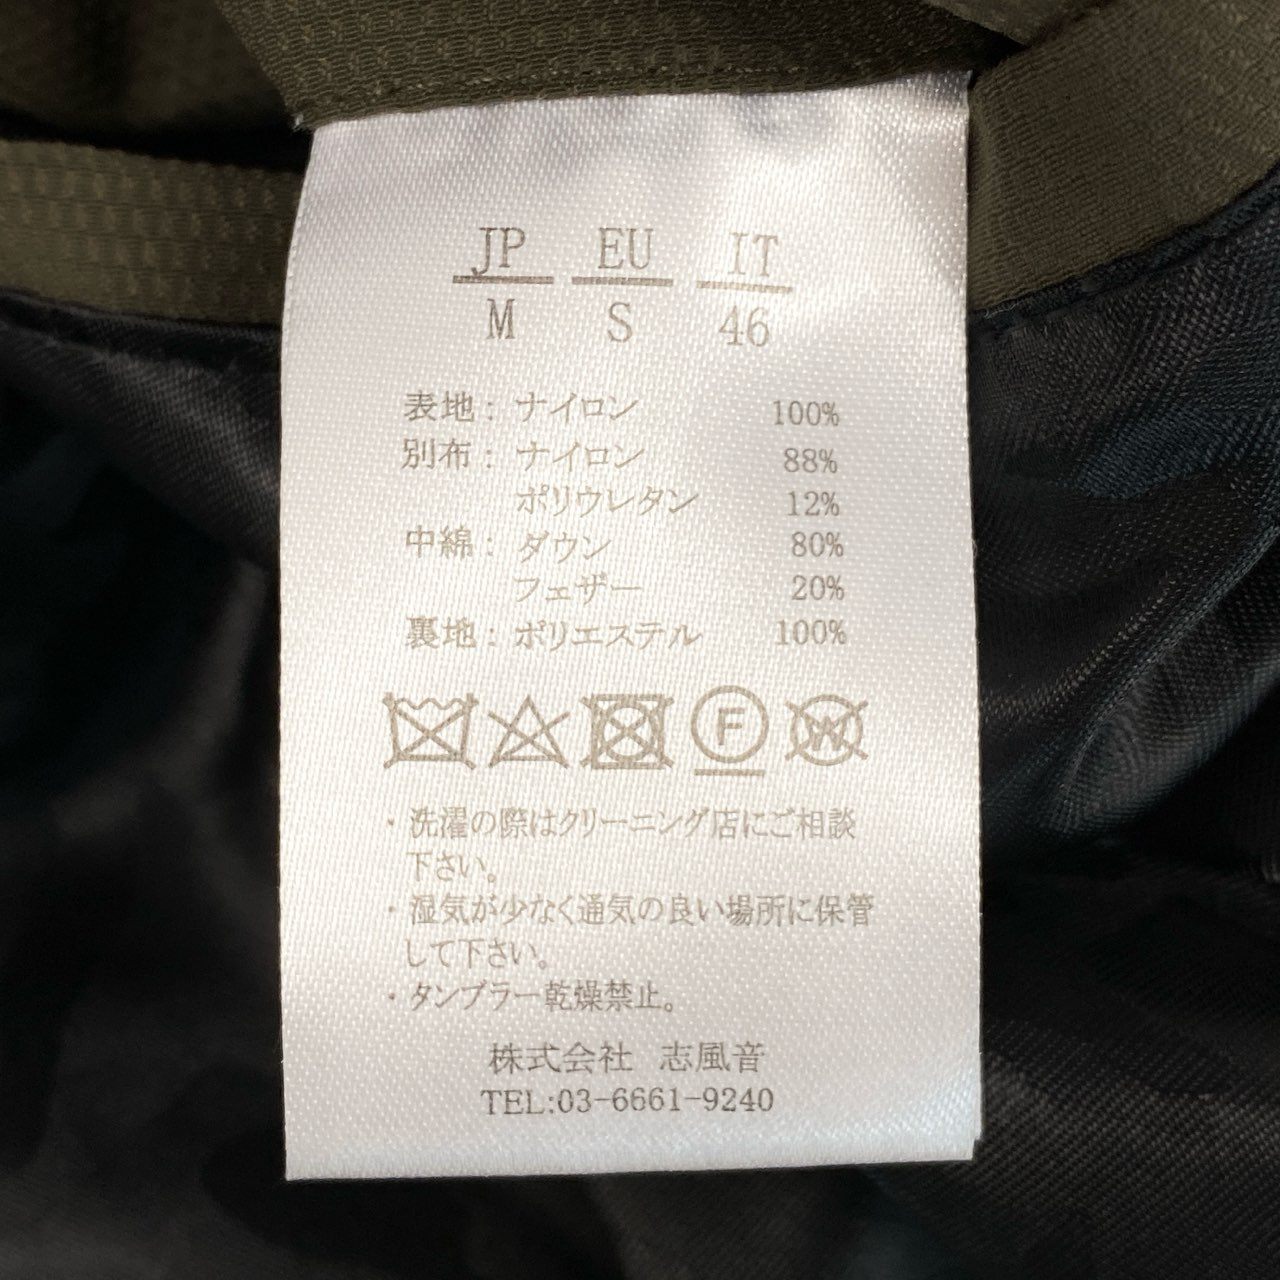 JP EU IT
M S 46
表地：ナイロン 100%
別布：ナイロン 88%
ポリウレタン 12%
中綿：ダウン 80%
フェザー 20%
裏地：ポリエステル 100%
F W
・洗濯の際はクリーニング店にご相談
下さい。
・湿気が少なく通気の良い場所に保管
して下さい。
・タンブラー乾燥禁止。
株式会社 志風音
TEL:03-6661-9240